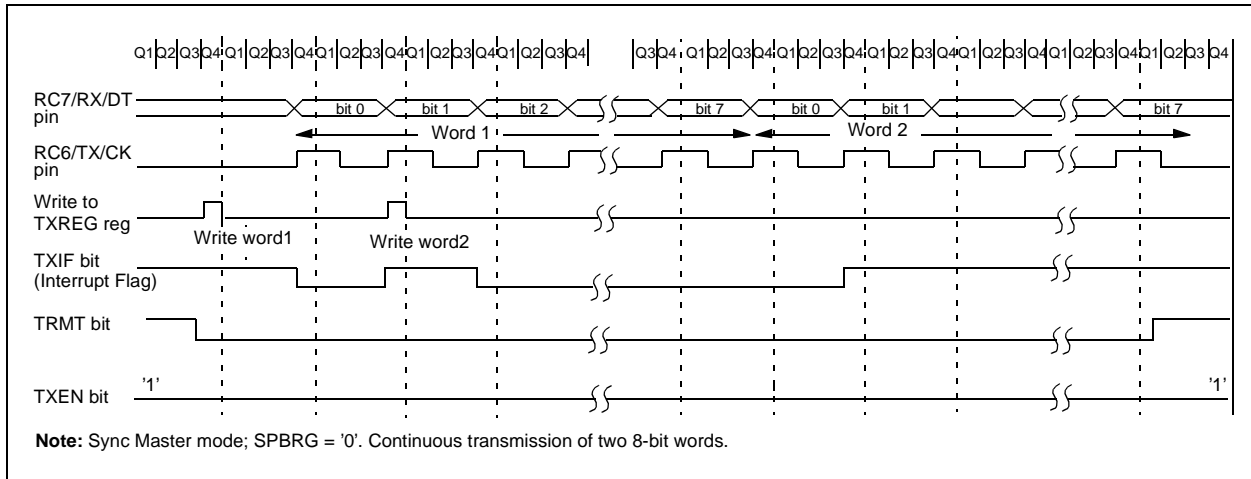 Q1 Q2 Q3 Q4 Q1 Q2 Q3 Q4 Q1 Q2 Q3 Q4 Q1 Q2 Q3 Q4 Q1 Q2 Q3 Q4 Q3 Q4 Q1 Q2 Q3 Q4 Q1 Q2 Q3 Q4 Q1 Q2 Q3 Q4 Q1 Q2 Q3 Q4 Q1 Q2 Q3 Q4 Q1 Q2 Q3 Q4
RC7/RX/DT
pin
bit 0 bit 1 bit 2 bit 7 bit 0 bit 1 bit 7
Word 1 Word 2
RC6/TX/CK
pin
Write to
TXREG reg
Write word1 Write word2
TXIF bit
(Interrupt Flag)
TRMT bit
TXEN bit '1' '1'
Note: Sync Master mode; SPBRG = '0'. Continuous transmission of two 8-bit words.